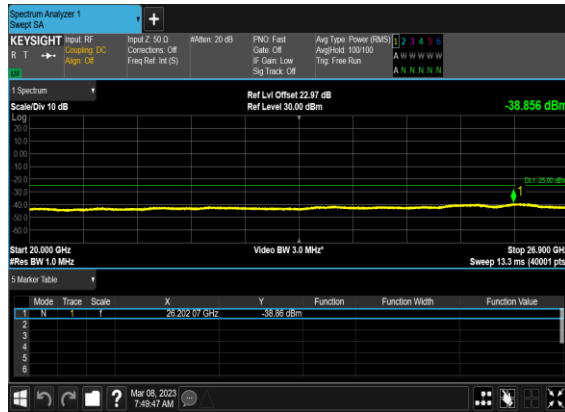 Spectrum Analyzer 1
Swept SA
+
KEYSIGHT Input: RF Input Z: 50 Ω #Atten: 20 dB PNO: Fast Avg Type: Power (RMS) 1 2 3 4 5 6
R T Coupling: DC Corrections: Off Gate: Off Avg|Hold: 100/100 A W W W W W
Align: Off Freq Ref: Int (S) IF Gain: Low Trig: Free Run
Sig Track: Off A N N N N N
1 Spectrum
Scale/Div 10 dB Ref Lvl Offset 22.97 dB
Ref Level 30.00 dBm -38.856 dBm
Log
20.0
10.0
0.00
-10.0
-20.0
DL1 -25.00 dBm
-30.0 1
-40.0
-50.0
-60.0
Start 20.000 GHz Video BW 3.0 MHz* Stop 26.900 GHz
#Res BW 1.0 MHz Sweep 13.3 ms (40001 pts)
5 Marker Table
Mode Trace Scale X Y Function Function Width Function Value
1 N 1 f 26.202 07 GHz -38.86 dBm
2
3
4
5
6
? Mar 08, 2023
7:49:47 AM